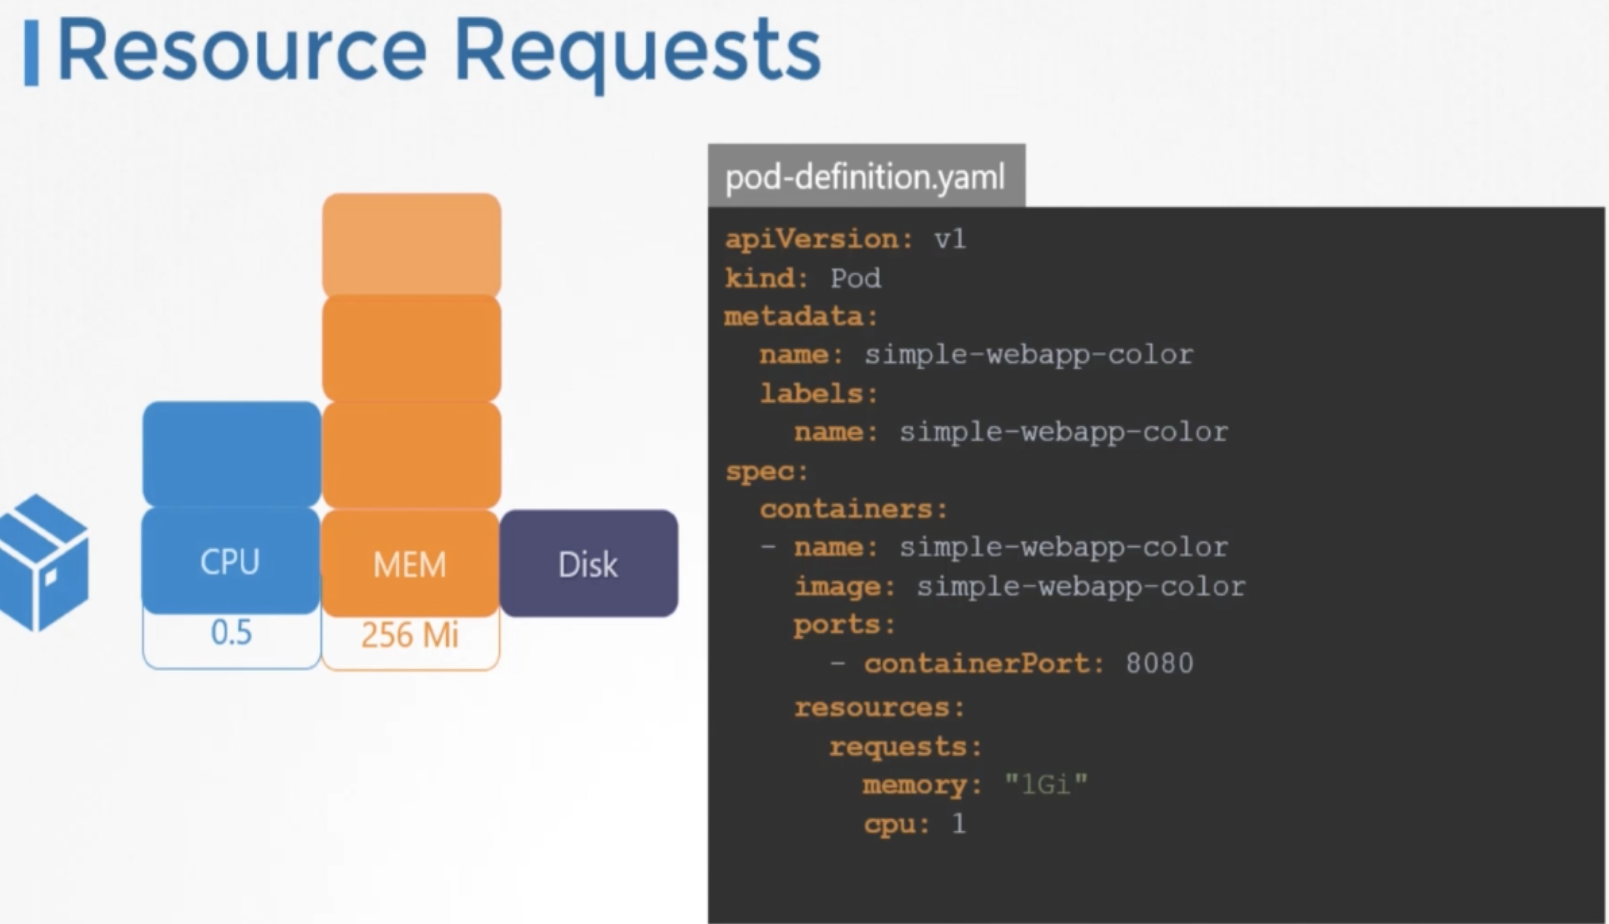 Resource Requests
CPU
MEM
Disk
0.5
256 Mi
pod-definition.yaml
apiVersion: v1
kind: Pod
metadata:
  name: simple-webapp-color
  labels:
    name: simple-webapp-color
spec:
  containers:
  - name: simple-webapp-color
    image: simple-webapp-color
    ports:
      - containerPort: 8080
    resources:
      requests:
        memory: "1Gi"
        cpu: 1